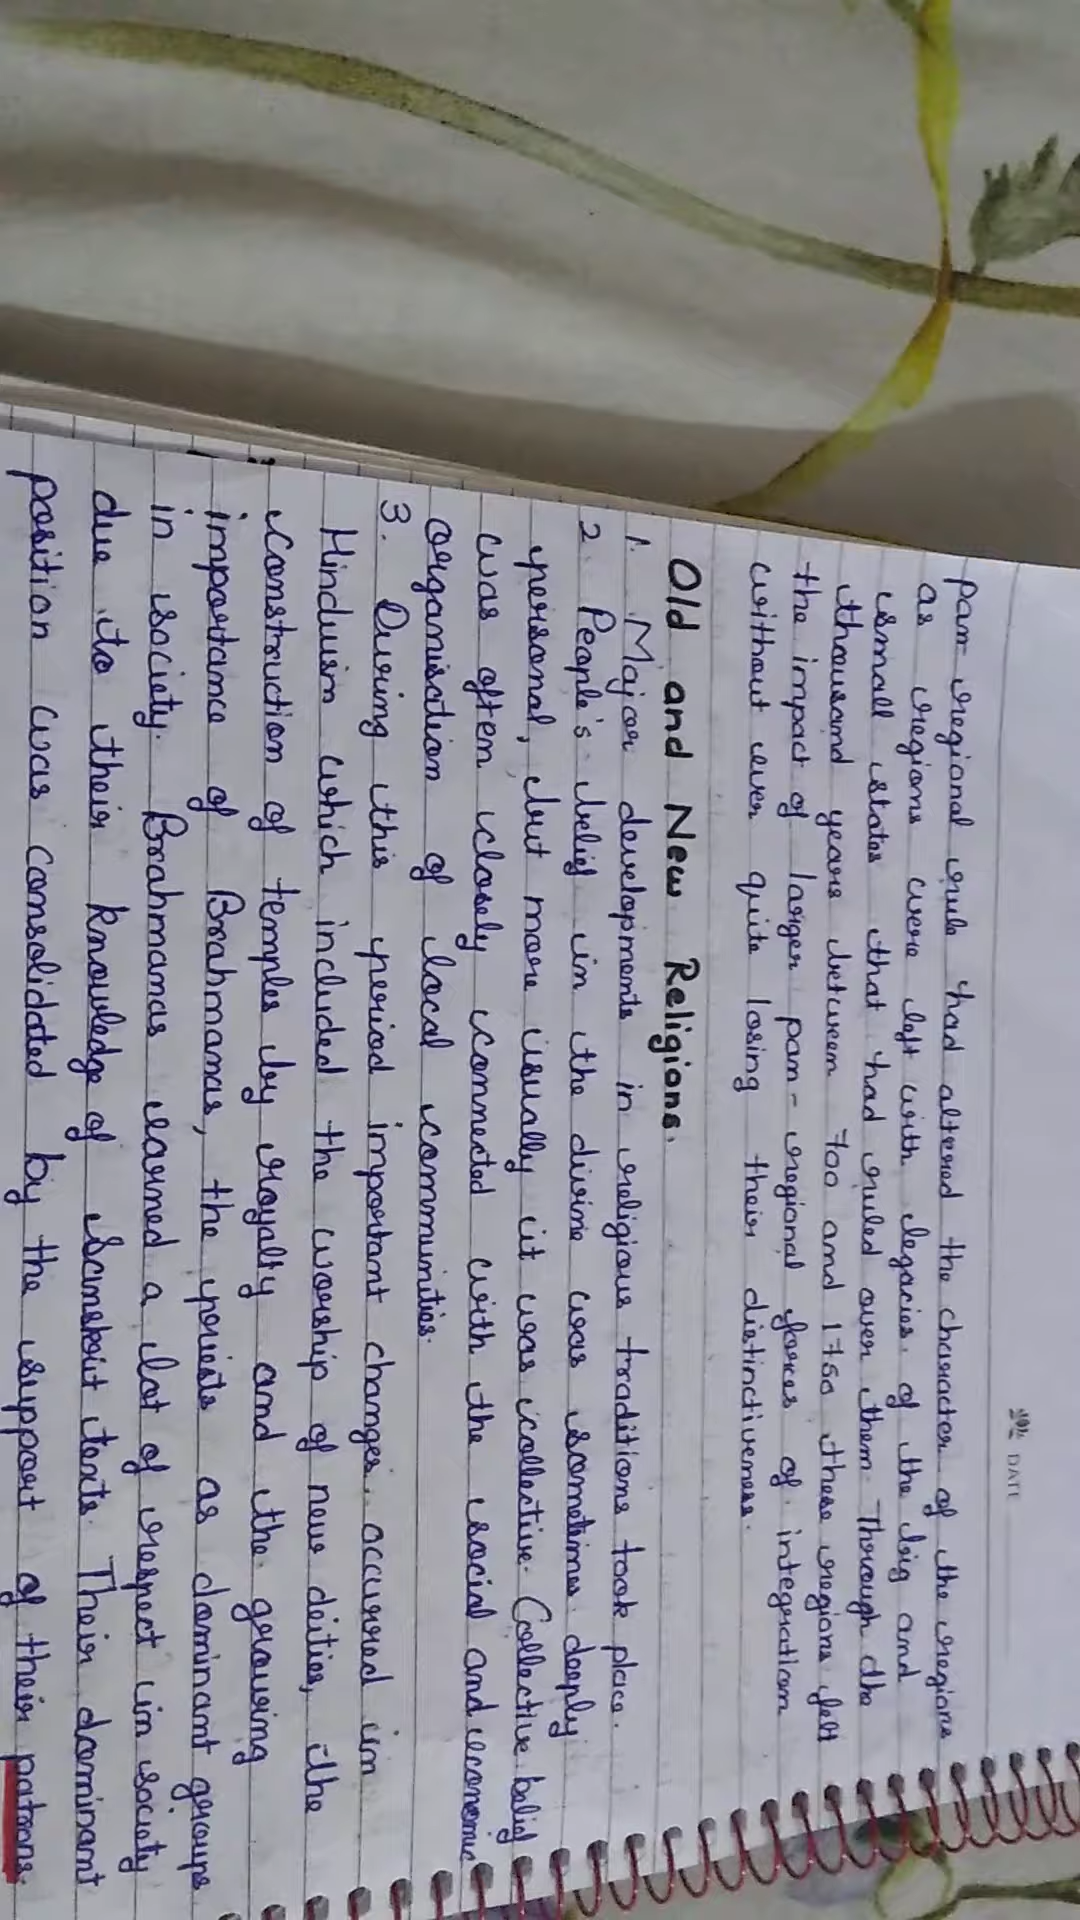 DATE
pan-regional rule had altered the character of the regions
as regions were left with legacies of the big and
small states that had ruled over them. Through the
thousand years between 700 and 1750 these regions felt
the impact of larger pan-regional forces of integration
without ever quite losing their distinctiveness.
Old and New Religions.
1. Major developments in religious traditions took place.
2. People's belief in the divine was sometimes deeply
personal, but more usually it was collective. Collective belief
was often closely connected with the social and economic
organisation of local communities.
3. During this period important changes occured in
Hinduism which included the worship of new deities, the
construction of temples by royalty and the growing
importance of Brahmanas, the priests as dominant groups
in society. Brahmanas earned a lot of respect in society
due to their knowledge of Sanskrit texts. Their dominant
position was consolidated by the support of their patrons.